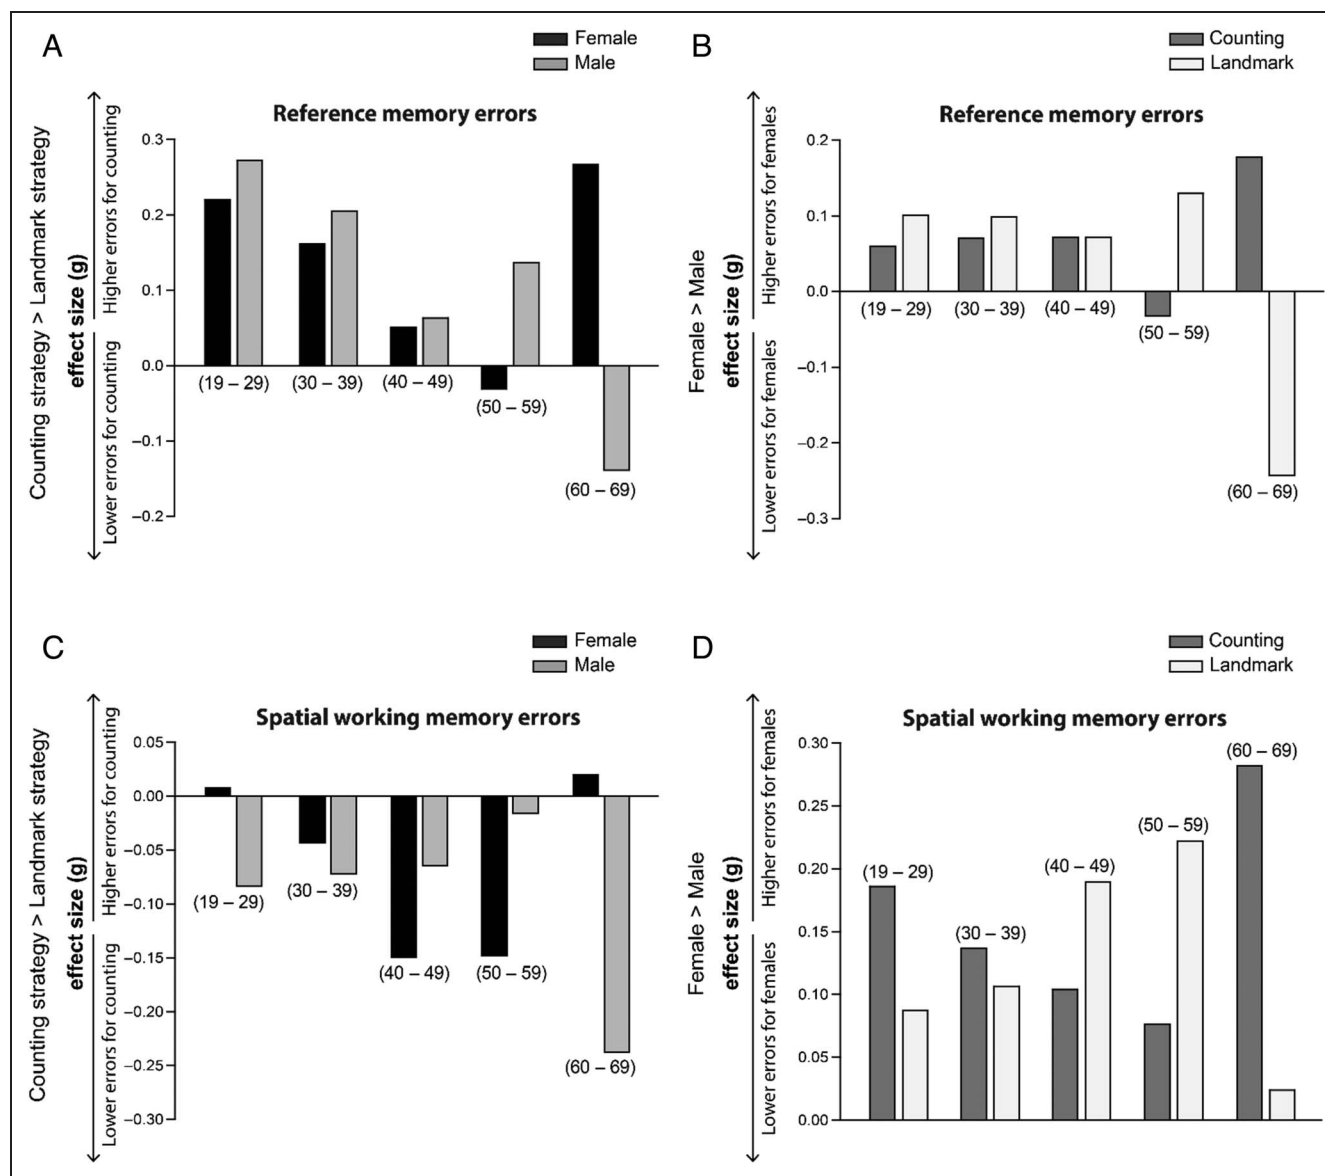 A
Female
Male
Reference memory errors
Counting strategy > Landmark strategy
effect size (g)
Higher errors for counting
Lower errors for counting
0.3
0.2
0.1
0.0
–0.1
–0.2
(19 – 29)
(30 – 39)
(40 – 49)
(50 – 59)
(60 – 69)
B
Counting
Landmark
Reference memory errors
Female > Male
effect size (g)
Higher errors for females
Lower errors for females
0.2
0.1
0.0
–0.1
–0.2
–0.3
(19 – 29)
(30 – 39)
(40 – 49)
(50 – 59)
(60 – 69)
C
Female
Male
Spatial working memory errors
Counting strategy > Landmark strategy
effect size (g)
Higher errors for counting
Lower errors for counting
0.05
0.00
–0.05
–0.10
–0.15
–0.20
–0.25
–0.30
(19 – 29)
(30 – 39)
(40 – 49)
(50 – 59)
(60 – 69)
D
Counting
Landmark
Spatial working memory errors
Female > Male
effect size (g)
Higher errors for females
Lower errors for females
0.30
0.25
0.20
0.15
0.10
0.05
0.00
(19 – 29)
(30 – 39)
(40 – 49)
(50 – 59)
(60 – 69)